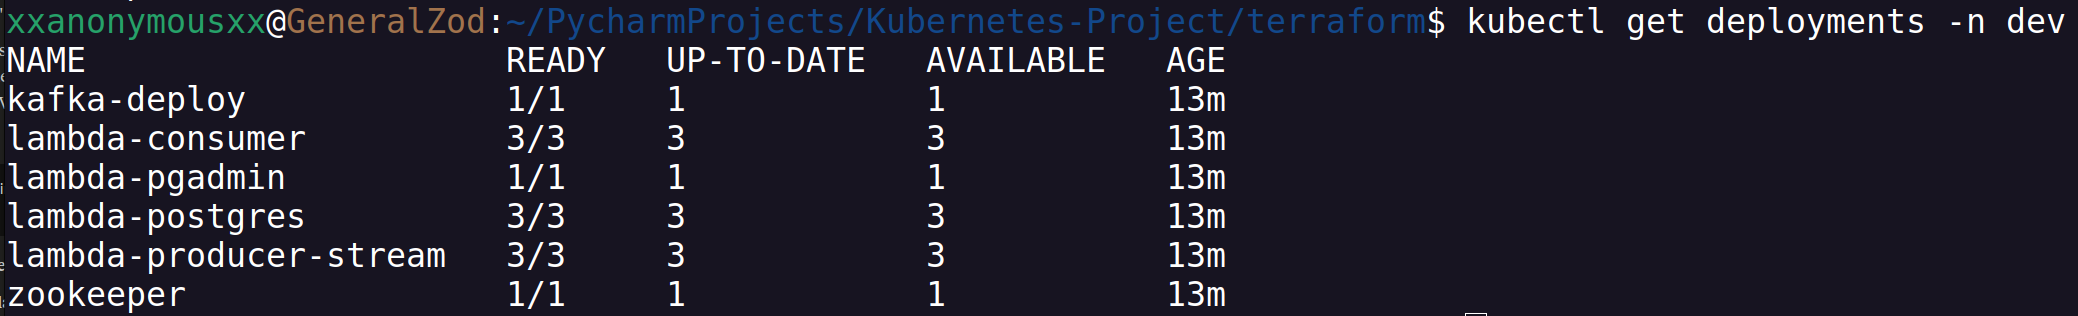 xxanonymousxx@GeneralZod:~/PycharmProjects/Kubernetes-Project/terraform$ kubectl get deployments -n dev
NAME READY UP-TO-DATE AVAILABLE AGE
kafka-deploy 1/1 1 1 13m
lambda-consumer 3/3 3 3 13m
lambda-pgadmin 1/1 1 1 13m
lambda-postgres 3/3 3 3 13m
lambda-producer-stream 3/3 3 3 13m
zookeeper 1/1 1 1 13m